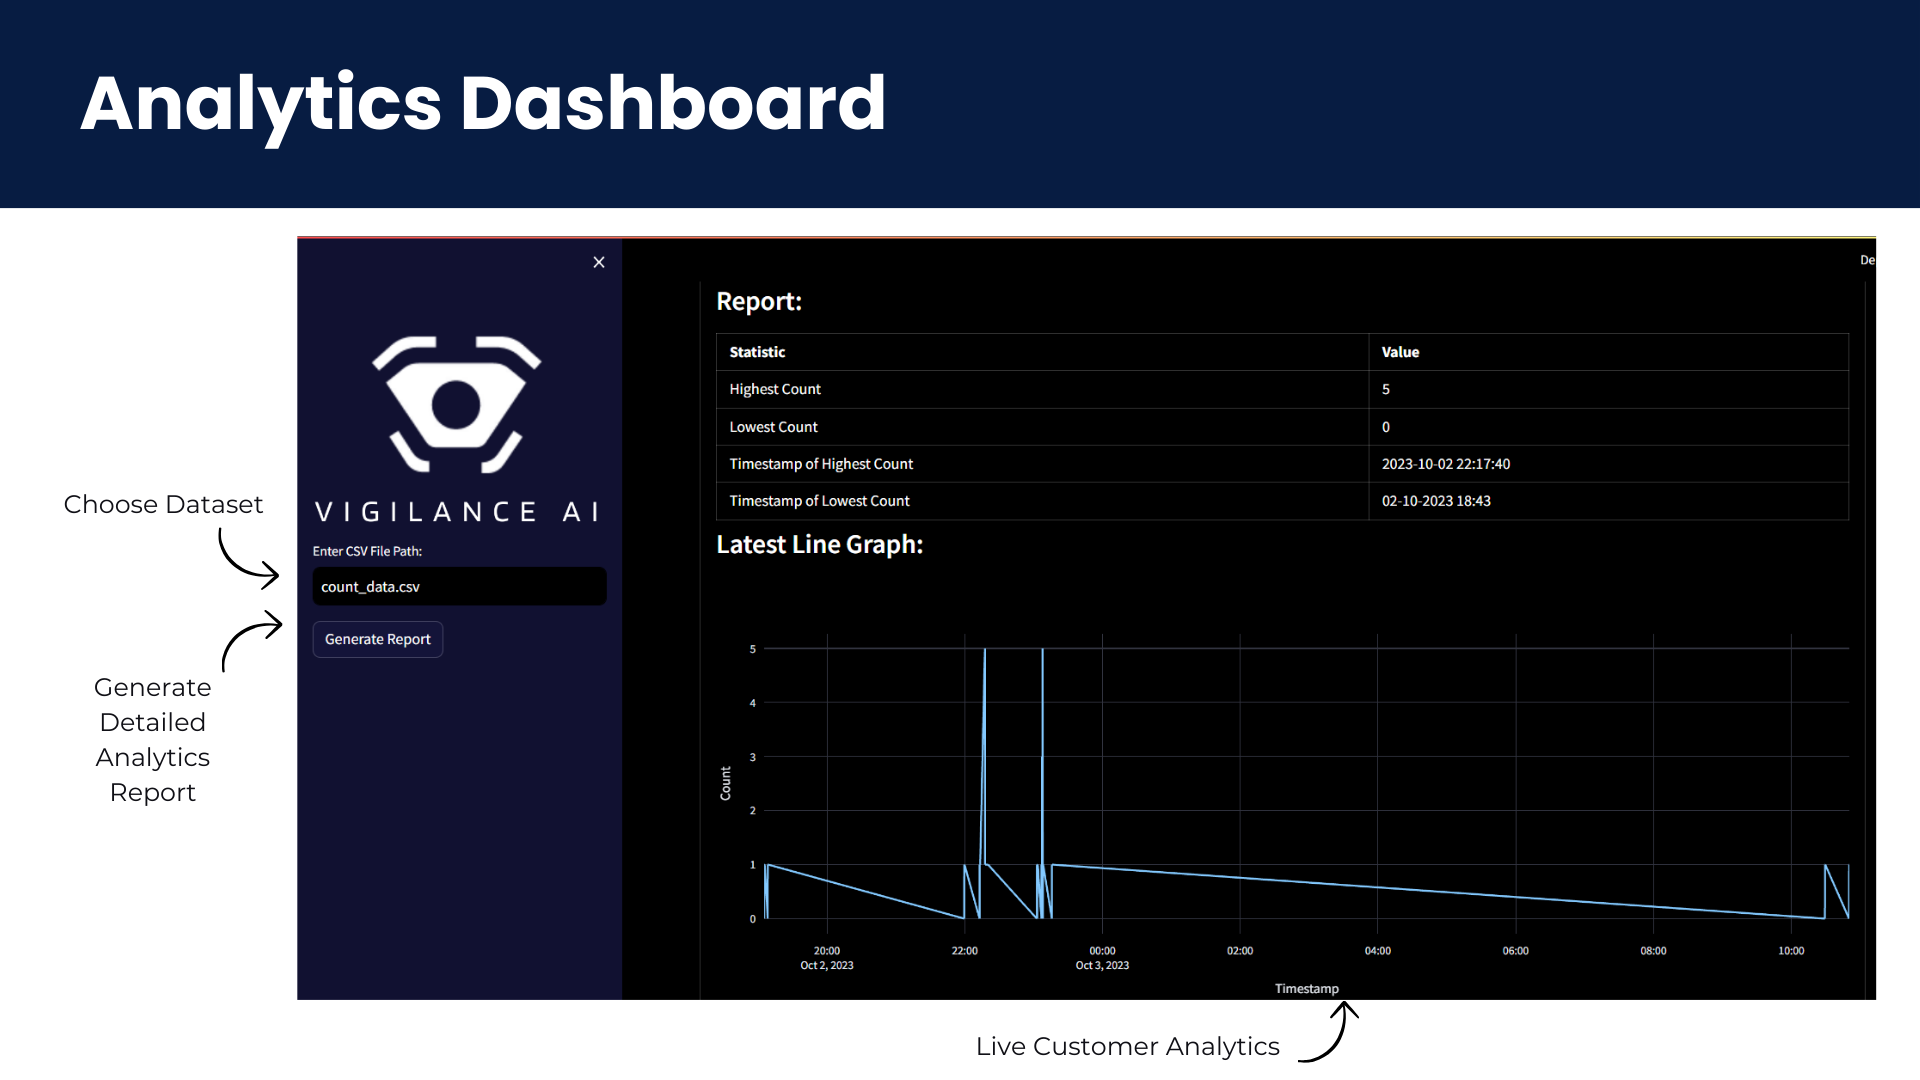 Analytics Dashboard
De
Report:
Statistic Value
Highest Count 5
Lowest Count 0
Timestamp of Highest Count 2023-10-02 22:17:40
Timestamp of Lowest Count 02-10-2023 18:43
Choose Dataset
VIGILANCE AI
Enter CSV File Path:
count_data.csv
Generate Report
Generate
Detailed
Analytics
Report
Latest Line Graph:
5
4
3
2
1
0
Count
20:00 22:00 00:00 02:00 04:00 06:00 08:00 10:00
Oct 2, 2023 Oct 3, 2023
Timestamp
Live Customer Analytics